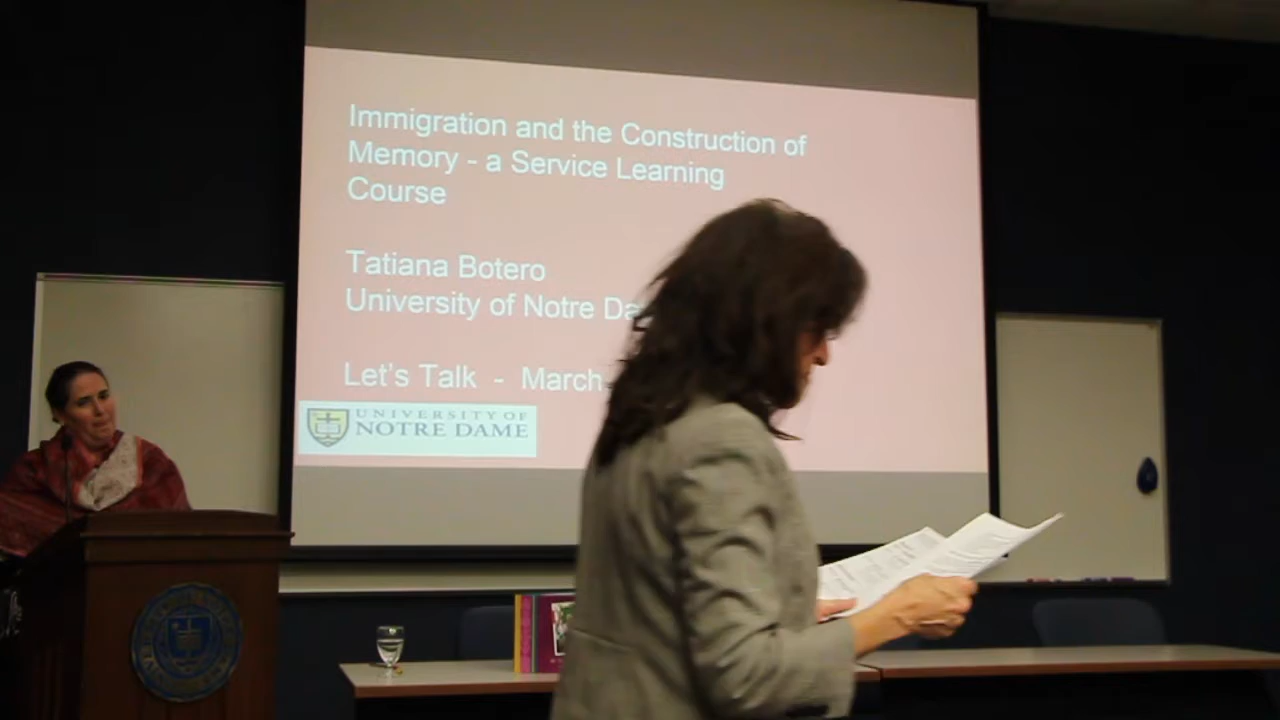 Immigration and the Construction of
Memory - a Service Learning
Course
Tatiana Botero
University of Notre Da
Let's Talk - March
UNIVERSITY OF
NOTRE DAME